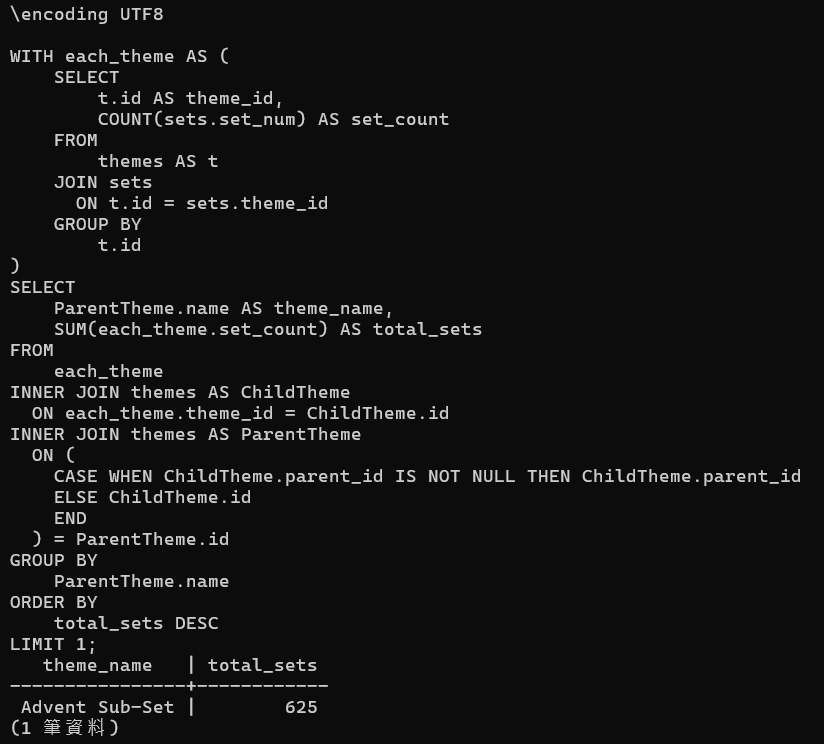 \encoding UTF8
WITH each_theme AS (
    SELECT
        t.id AS theme_id,
        COUNT(sets.set_num) AS set_count
    FROM
        themes AS t
    JOIN sets
      ON t.id = sets.theme_id
    GROUP BY
        t.id
)
SELECT
    ParentTheme.name AS theme_name,
    SUM(each_theme.set_count) AS total_sets
FROM
    each_theme
INNER JOIN themes AS ChildTheme
  ON each_theme.theme_id = ChildTheme.id
INNER JOIN themes AS ParentTheme
  ON (
    CASE WHEN ChildTheme.parent_id IS NOT NULL THEN ChildTheme.parent_id
    ELSE ChildTheme.id
    END
  ) = ParentTheme.id
GROUP BY
    ParentTheme.name
ORDER BY
    total_sets DESC
LIMIT 1;
   theme_name   | total_sets
----------------+------------
 Advent Sub-Set |        625
(1 筆資料)